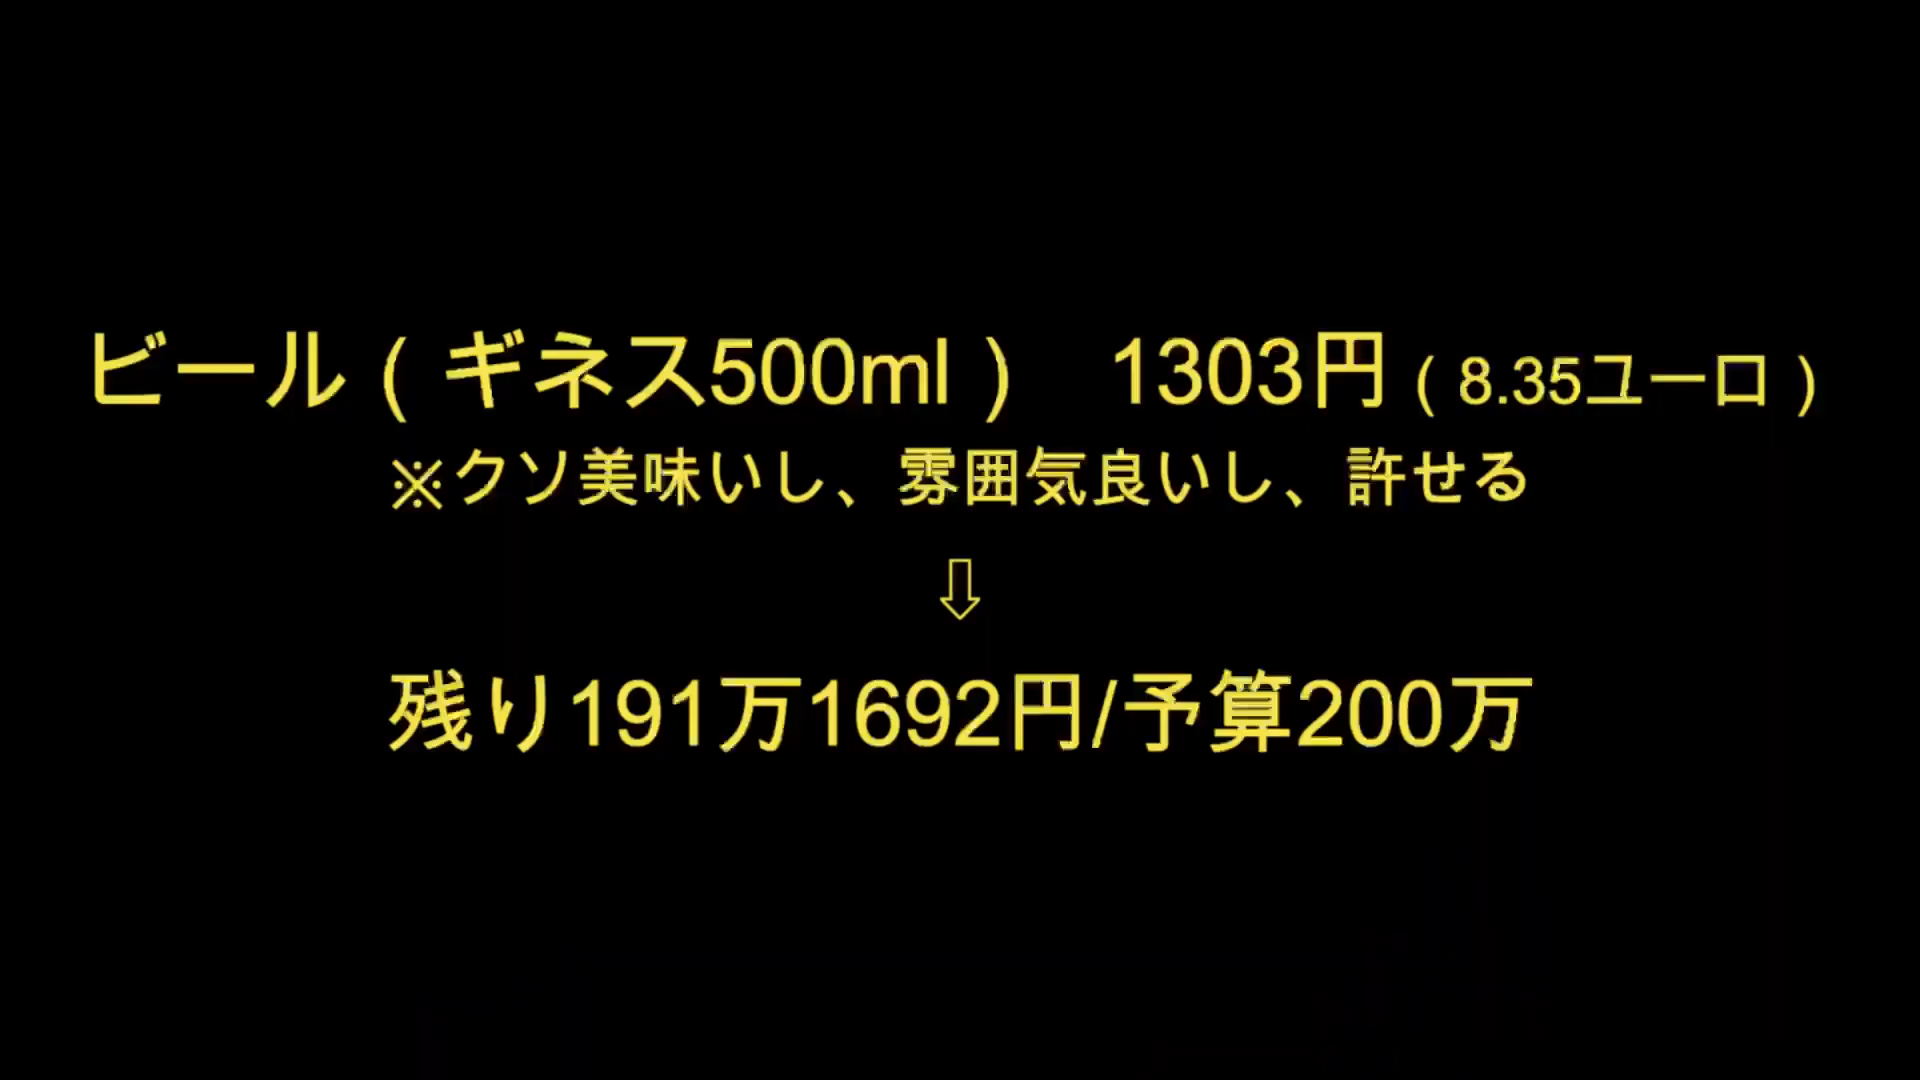 ビール（ギネス500ml）　1303円（8.35ユーロ）
※クソ美味いし、雰囲気良いし、許せる
⇩
残り191万1692円/予算200万